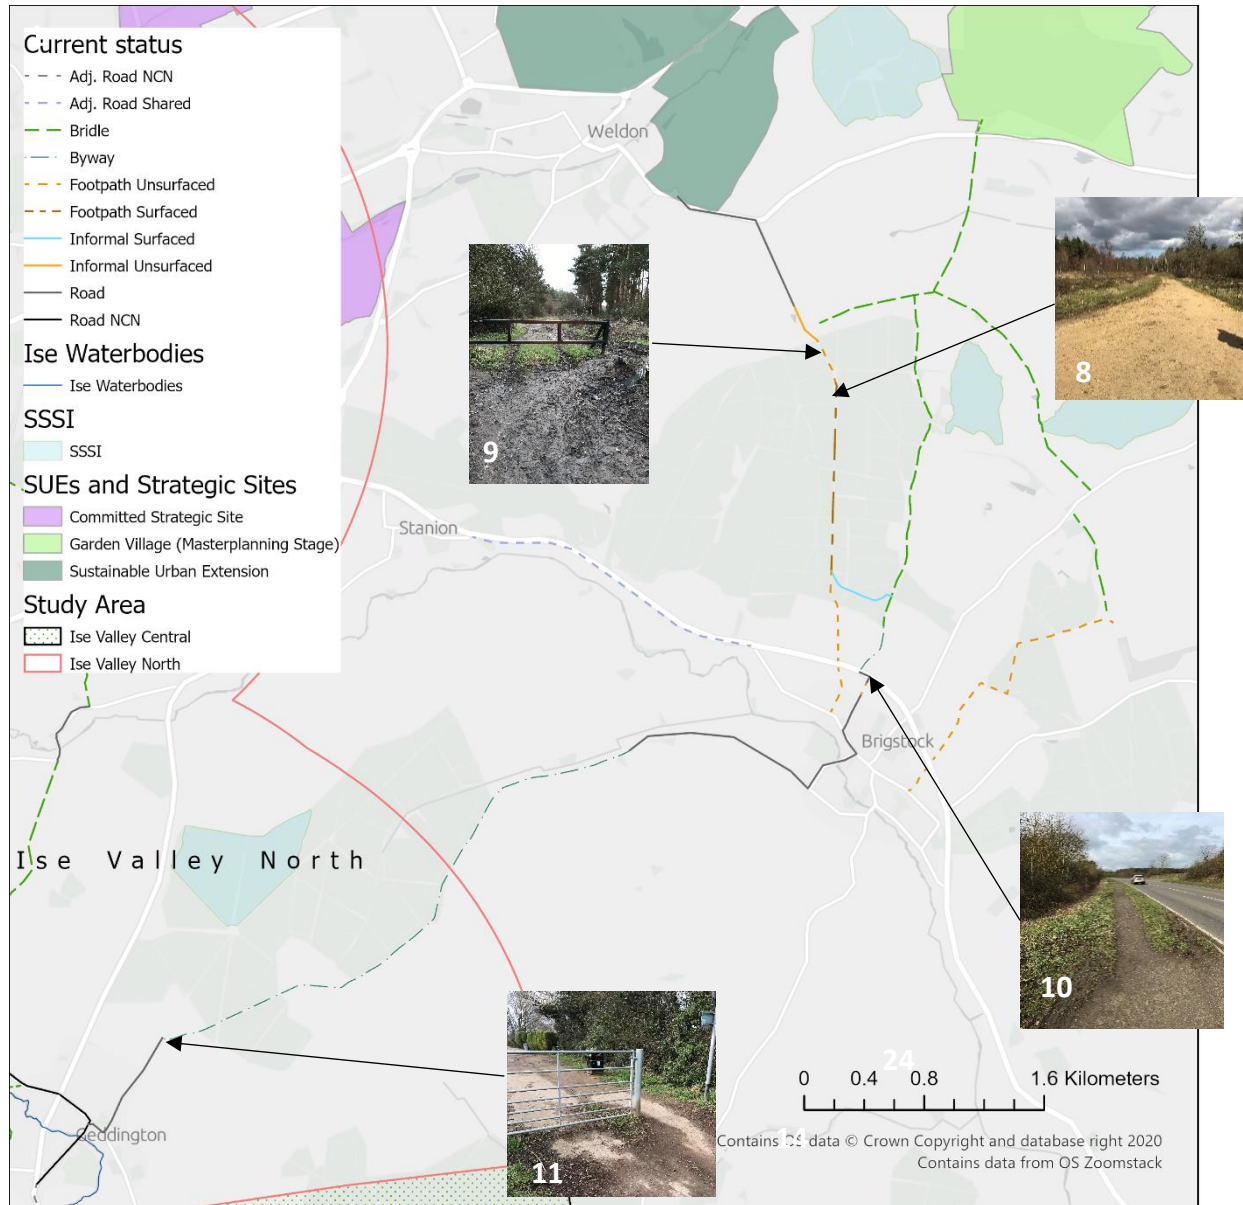 Current status
Adj. Road NCN
Adj. Road Shared
Bridle
Byway
Footpath Unsurfaced
Footpath Surfaced
Informal Surfaced
Informal Unsurfaced
Road
Road NCN
Ise Waterbodies
Ise Waterbodies
SSSI
SSSI
SUEs and Strategic Sites
Committed Strategic Site
Garden Village (Masterplanning Stage)
Sustainable Urban Extension
Study Area
Ise Valley Central
Ise Valley North
Weldon
8
9
Stanion
Brigstock
Ise Valley North
10
11
Geddington
24
0 0.4 0.8 1.6 Kilometers
14
Contains OS data © Crown Copyright and database right 2020
Contains data from OS Zoomstack